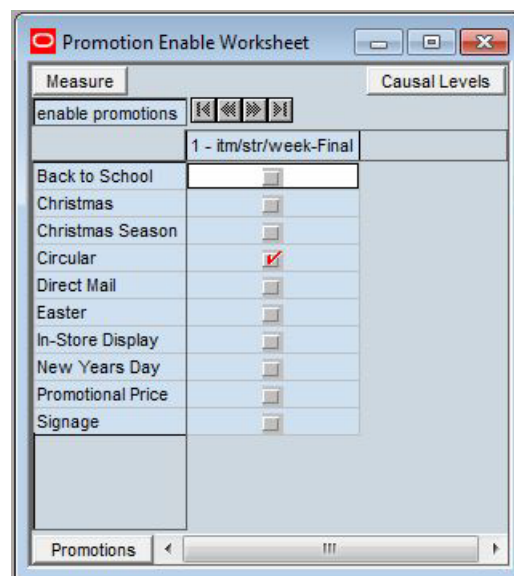 Promotion Enable Worksheet
Measure Causal Levels
enable promotions
1 - itm/str/week-Final
Back to School
Christmas
Christmas Season
Circular
Direct Mail
Easter
In-Store Display
New Years Day
Promotional Price
Signage
Promotions